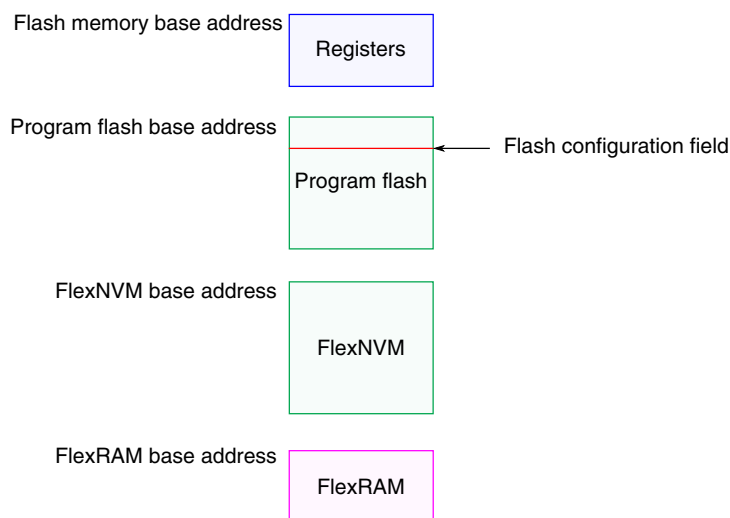 Flash memory base address
Registers
Program flash base address
Flash configuration field
Program flash
FlexNVM base address
FlexNVM
FlexRAM base address
FlexRAM